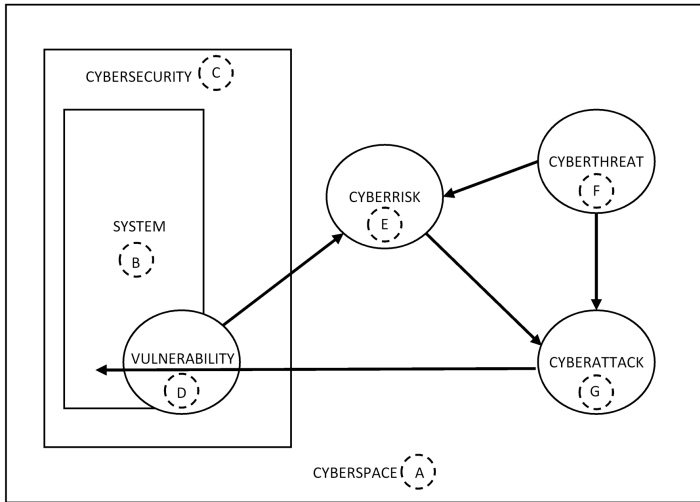 CYBERSECURITY C
CYBERTHREAT
F
CYBERRISK
E
SYSTEM
B
VULNERABILITY
D
CYBERATTACK
G
CYBERSPACE A